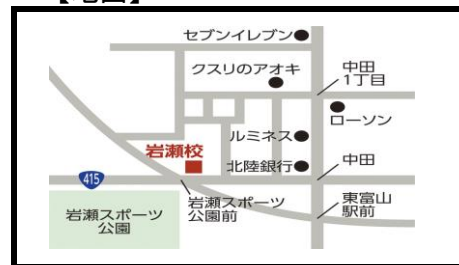 【地図】
セブンイレブン
クスリのアオキ
中田
1丁目
ローソン
ルミネス
岩瀬校
北陸銀行
中田
415
岩瀬スポーツ
公園前
東富山
駅前
岩瀬スポーツ
公園